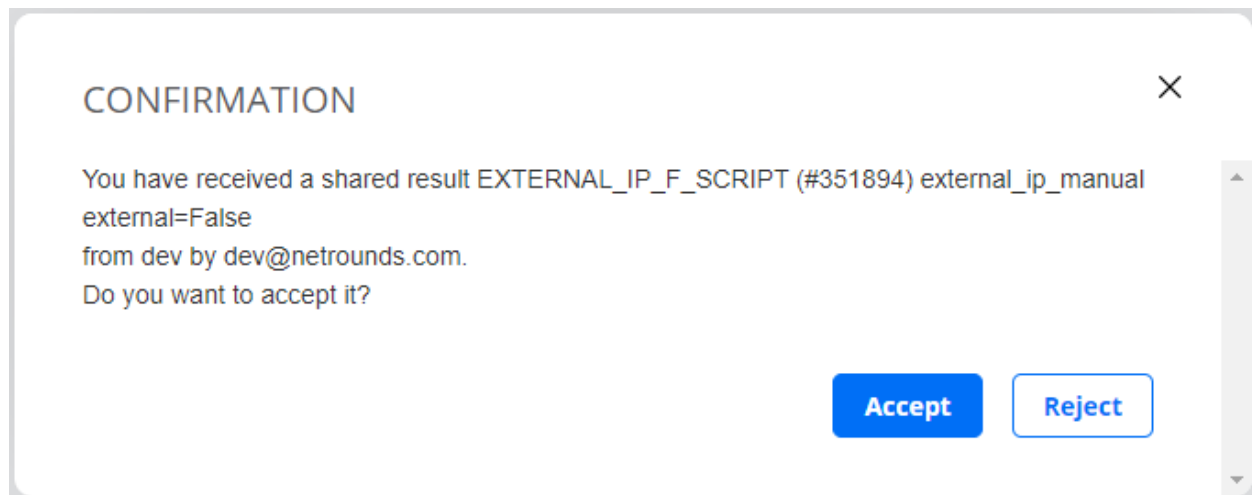 CONFIRMATION
You have received a shared result EXTERNAL_IP_F_SCRIPT (#351894) external_ip_manual
external=False
from dev by dev@netrounds.com.
Do you want to accept it?
Accept
Reject